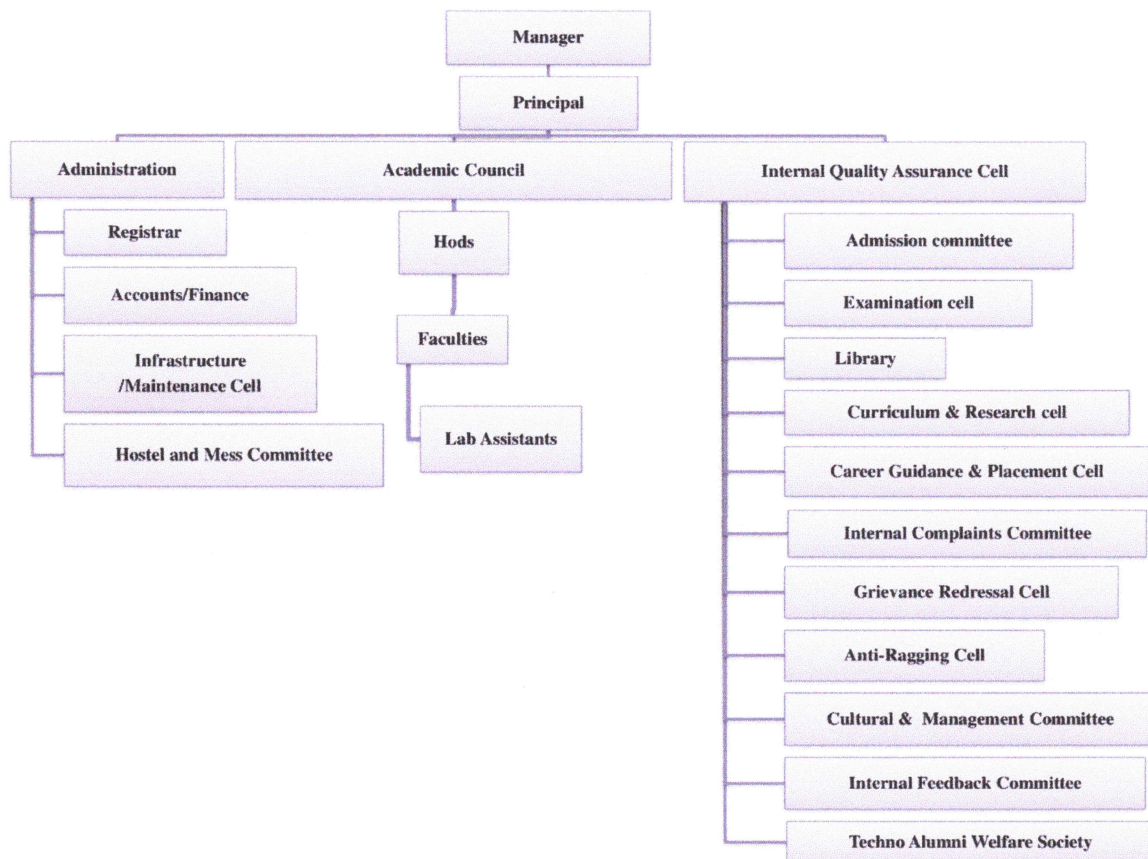 Manager
Principal
Administration
Academic Council
Internal Quality Assurance Cell
Registrar
Accounts/Finance
Infrastructure
/Maintenance Cell
Hostel and Mess Committee
Hods
Faculties
Lab Assistants
Admission committee
Examination cell
Library
Curriculum & Research cell
Career Guidance & Placement Cell
Internal Complaints Committee
Grievance Redressal Cell
Anti-Ragging Cell
Cultural & Management Committee
Internal Feedback Committee
Techno Alumni Welfare Society